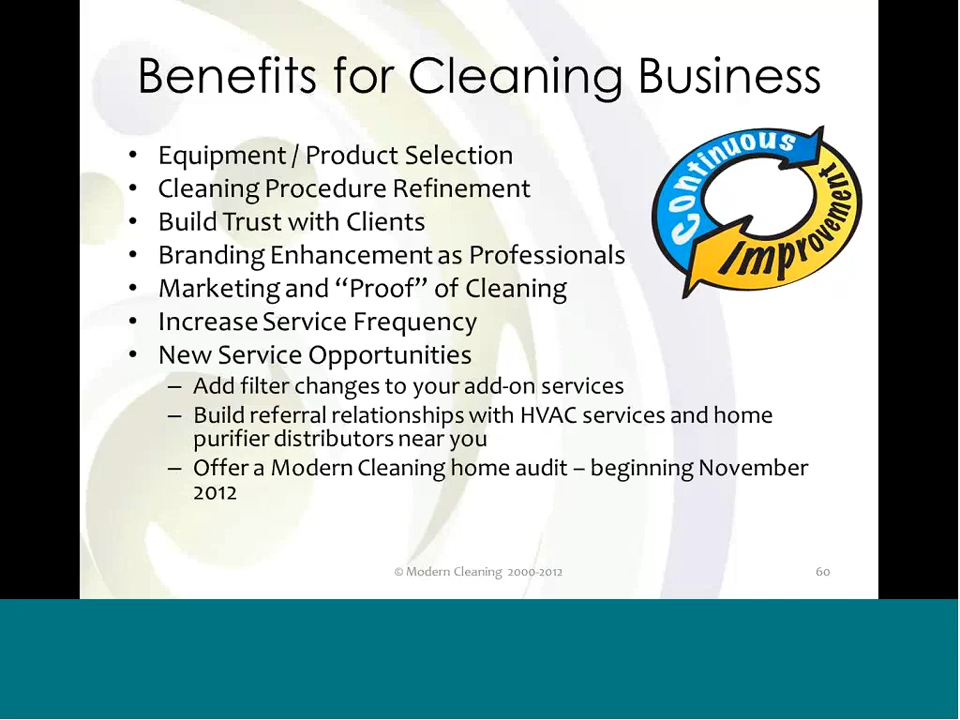 Benefits for Cleaning Business
• Equipment / Product Selection
• Cleaning Procedure Refinement
• Build Trust with Clients
• Branding Enhancement as Professionals
• Marketing and “Proof” of Cleaning
• Increase Service Frequency
• New Service Opportunities
– Add filter changes to your add-on services
– Build referral relationships with HVAC services and home
purifier distributors near you
– Offer a Modern Cleaning home audit – beginning November
2012
Continuous
Improvement
© Modern Cleaning 2000-2012
60